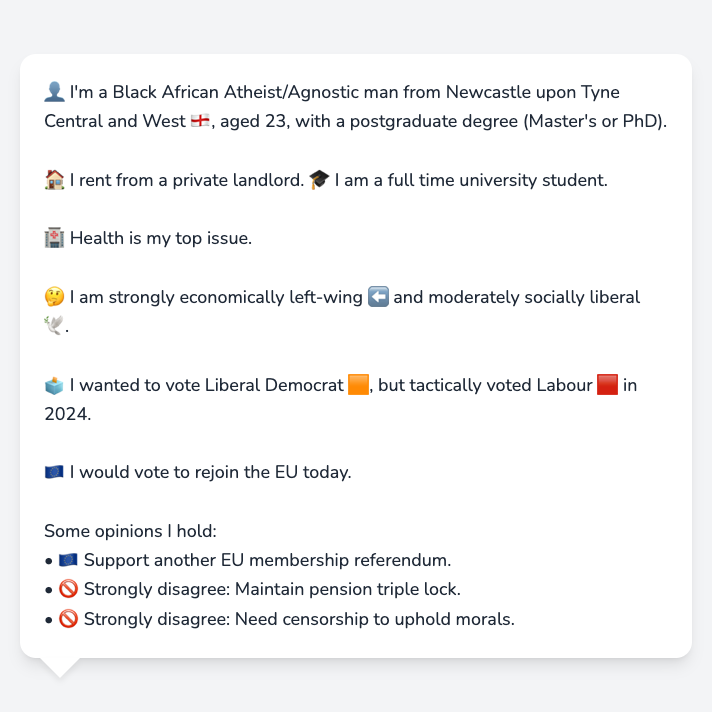 👤 I'm a Black African Atheist/Agnostic man from Newcastle upon Tyne
Central and West 🏴󠁧󠁢󠁥󠁮󠁧󠁿, aged 23, with a postgraduate degree (Master's or PhD).
🏠 I rent from a private landlord. 🎓 I am a full time university student.
🏥 Health is my top issue.
🤔 I am strongly economically left-wing ⬅️ and moderately socially liberal
🕊️.
🗳️ I wanted to vote Liberal Democrat 🟧, but tactically voted Labour 🟥 in
2024.
🇪🇺 I would vote to rejoin the EU today.
Some opinions I hold:
• 🇪🇺 Support another EU membership referendum.
• 🚫 Strongly disagree: Maintain pension triple lock.
• 🚫 Strongly disagree: Need censorship to uphold morals.